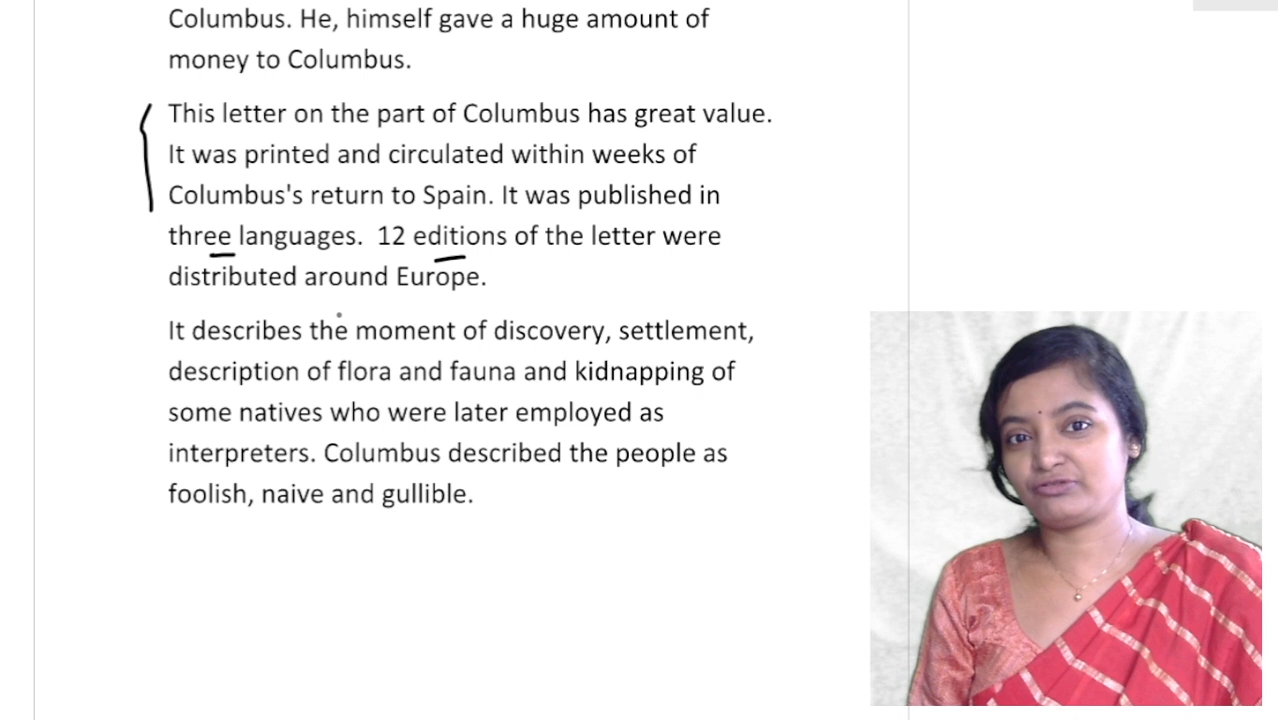 Columbus. He, himself gave a huge amount of
money to Columbus.
This letter on the part of Columbus has great value.
It was printed and circulated within weeks of
Columbus's return to Spain. It was published in
three languages.  12 editions of the letter were
distributed around Europe.
It describes the moment of discovery, settlement,
description of flora and fauna and kidnapping of
some natives who were later employed as
interpreters. Columbus described the people as
foolish, naive and gullible.